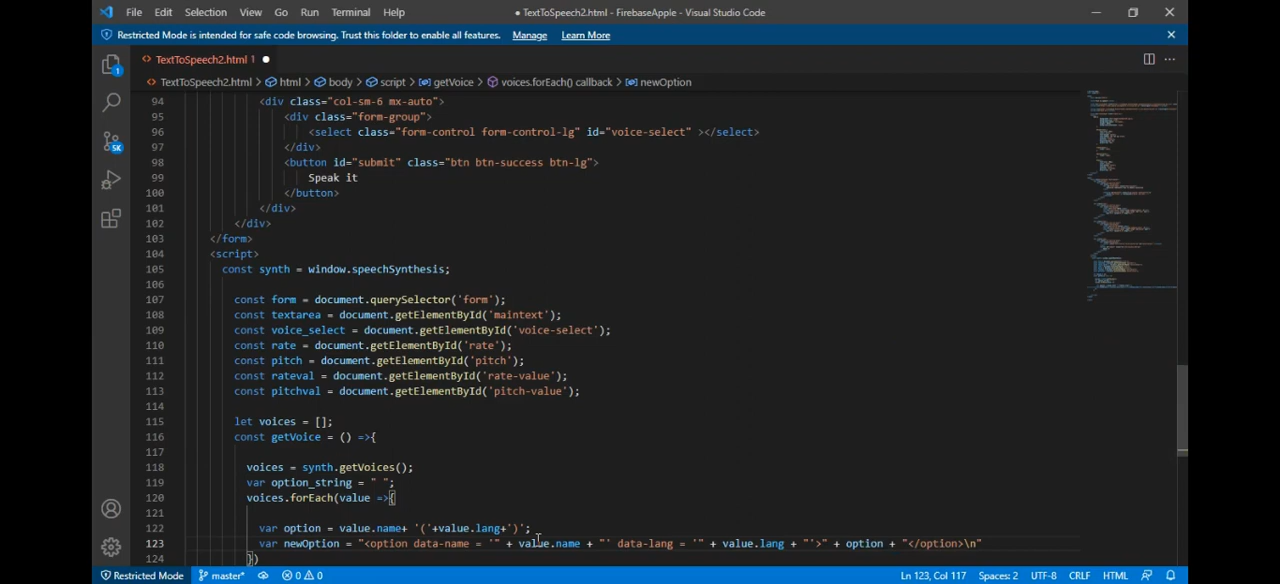 File Edit Selection View Go Run Terminal Help ● TextToSpeech2.html - FirebaseApple - Visual Studio Code
Restricted Mode is intended for safe code browsing. Trust this folder to enable all features. Manage Learn More
<> TextToSpeech2.html 1 ●
<> TextToSpeech2.html > html > body > script > getVoice > voices.forEach() callback > newOption
94 <div class="col-sm-6 mx-auto">
95 <div class="form-group">
96 <select class="form-control form-control-lg" id="voice-select" ></select>
97 </div>
98 <button id="submit" class="btn btn-success btn-lg">
99 Speak it
100 </button>
101 </div>
102 </div>
103 </form>
104 <script>
105 const synth = window.speechSynthesis;
106
107 const form = document.querySelector('form');
108 const textarea = document.getElementById('maintext');
109 const voice_select = document.getElementById('voice-select');
110 const rate = document.getElementById('rate');
111 const pitch = document.getElementById('pitch');
112 const rateval = document.getElementById('rate-value');
113 const pitchval = document.getElementById('pitch-value');
114
115 let voices = [];
116 const getVoice = () =>{
117
118 voices = synth.getVoices();
119 var option_string = " ";
120 voices.forEach(value =>{
121
122 var option = value.name+ '('+value.lang+')';
123 var newOption = "<option data-name = '" + value.name + "' data-lang = '" + value.lang + "'>" + option + "</option>\n"
124 })
1
5K
Restricted Mode master* 0 0 Ln 123, Col 117 Spaces: 2 UTF-8 CRLF HTML